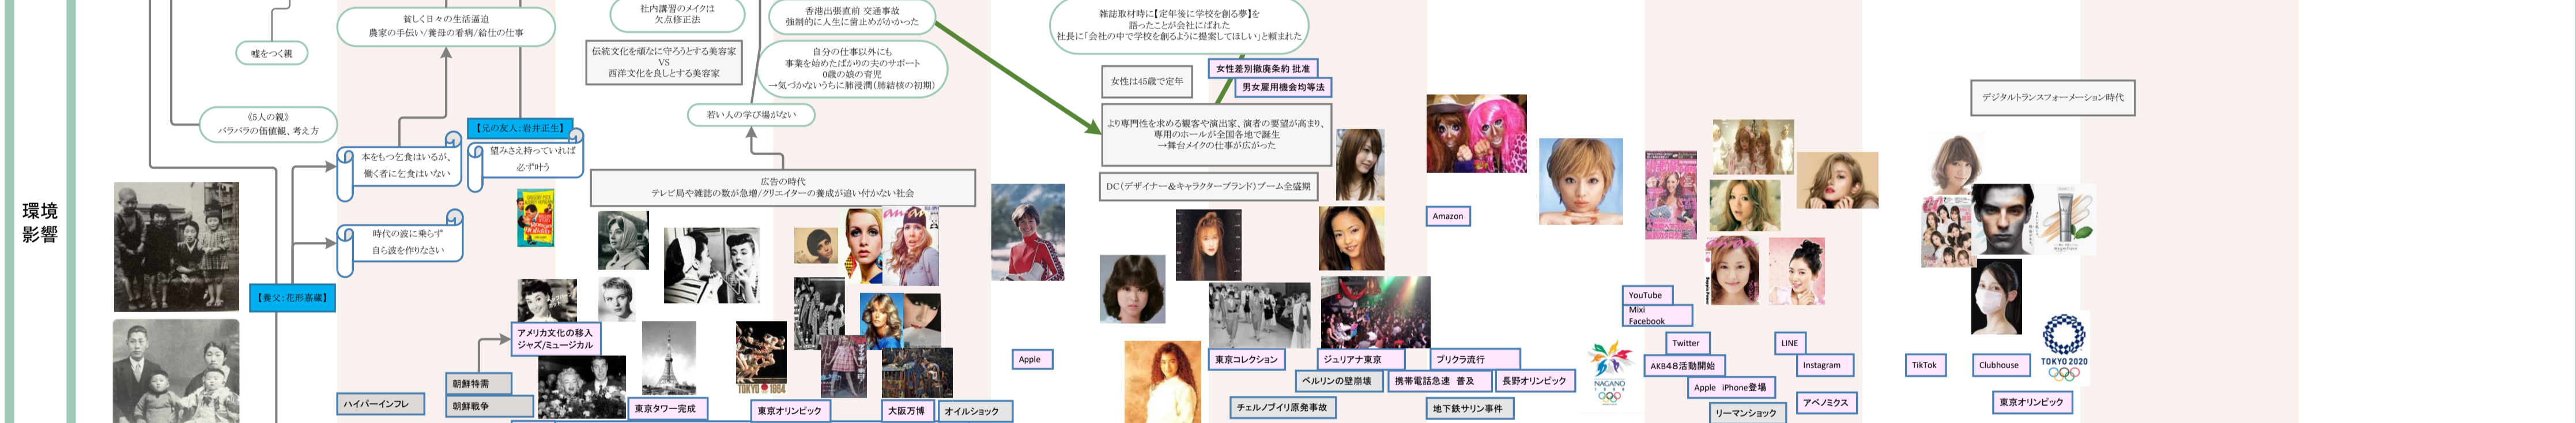 環境
影響
嘘をつく親
貧しく日々の生活逼迫
農家の手伝い/養母の看病/給仕の仕事
《5人の親》
バラバラの価値観、考え方
【兄の友人:岩井正生】
望みさえ持っていれば
必ず叶う
本をもつ乞食はいるが、
働く者に乞食はいない
時代の波に乗らず
自ら波を作りなさい
【養父:花形嘉蔵】
社内講習のメイクは
欠点修正法
伝統文化を頑なに守ろうとする美容家
VS
西洋文化を良しとする美容家
香港出張直前 交通事故
強制的に人生に歯止めがかかった
自分の仕事以外にも
事業を始めたばかりの夫のサポート
0歳の娘の育児
→気づかないうちに肺浸潤(肺結核の初期)
若い人の学び場がない
広告の時代
テレビ局や雑誌の数が急増/クリエイターの養成が追い付かない社会
雑誌取材時に【定年後に学校を創る夢】を
語ったことが会社にばれた
社長に「会社の中で学校を創るように提案してほしい」と頼まれた
女性は45歳で定年
女性差別撤廃条約 批准
男女雇用機会均等法
より専門性を求める観客や演出家、演者の要望が高まり、
専用のホールが全国各地で誕生
→舞台メイクの仕事が広がった
DC(デザイナー&キャラクターブランド)ブーム全盛期
デジタルトランスフォーメーション時代
anan
Amazon
アメリカ文化の移入
ジャズ/ミュージカル
朝鮮特需
朝鮮戦争
ハイパーインフレ
東京タワー完成
TOKYO 1964
東京オリンピック
大阪万博
オイルショック
Apple
東京コレクション
ジュリアナ東京
プリクラ流行
ベルリンの壁崩壊
携帯電話急速 普及
長野オリンピック
チェルノブイリ原発事故
地下鉄サリン事件
NAGANO
1998
YouTube
Mixi
Facebook
Twitter
LINE
AKB48活動開始
Instagram
Apple iPhone登場
アベノミクス
リーマンショック
TikTok
Clubhouse
TOKYO 2020
東京オリンピック